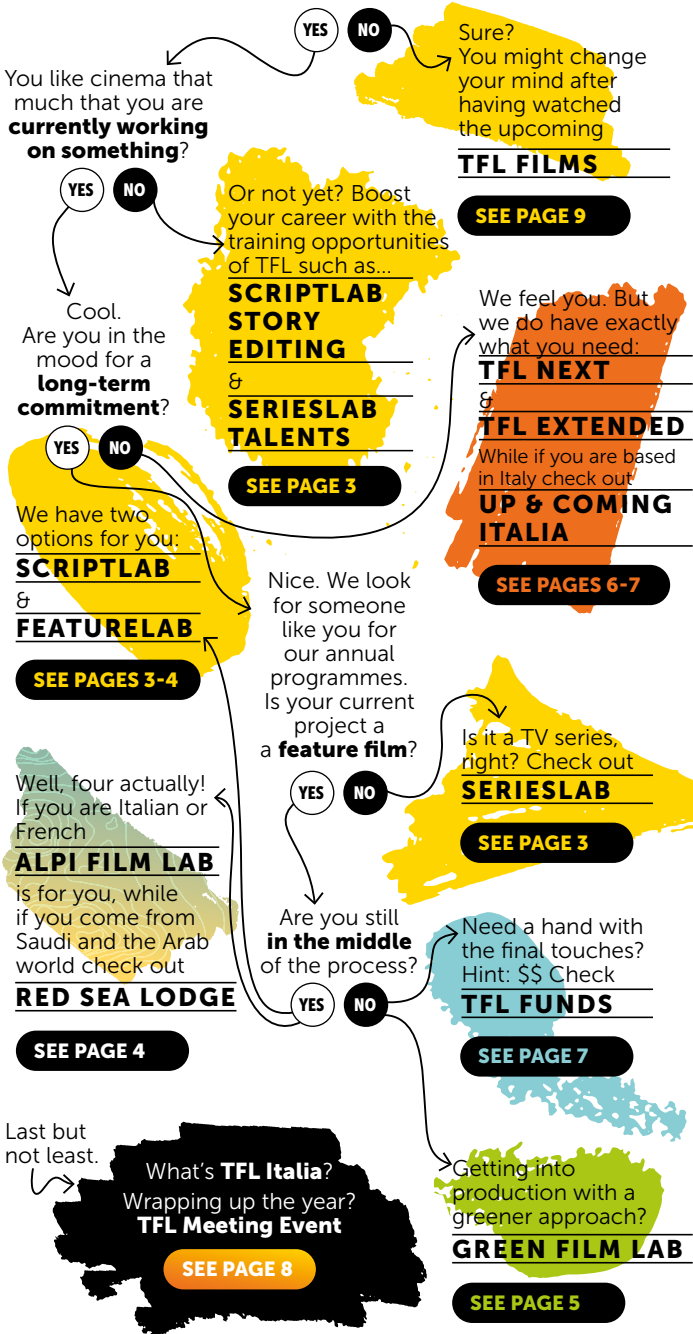 YES NO
Sure?
You might change
your mind after
having watched
the upcoming
TFL FILMS
SEE PAGE 9
You like cinema that
much that you are
currently working
on something?
YES NO
Or not yet? Boost
your career with the
training opportunities
of TFL such as...
SCRIPTLAB
STORY
EDITING
&
SERIESLAB
TALENTS
SEE PAGE 3
Cool.
Are you in the
mood for a
long-term
commitment?
YES NO
We feel you. But
we do have exactly
what you need:
TFL NEXT
&
TFL EXTENDED
While if you are based
in Italy check out
UP & COMING
ITALIA
SEE PAGES 6-7
We have two
options for you:
SCRIPTLAB
&
FEATURELAB
SEE PAGES 3-4
Nice. We look
for someone
like you for
our annual
programmes.
Is your current
project a
a feature film?
YES NO
Is it a TV series,
right? Check out
SERIESLAB
SEE PAGE 3
Well, four actually!
If you are Italian or
French
ALPI FILM LAB
is for you, while
if you come from
Saudi and the Arab
world check out
RED SEA LODGE
SEE PAGE 4
Are you still
in the middle
of the process?
YES NO
Need a hand with
the final touches?
Hint: $$ Check
TFL FUNDS
SEE PAGE 7
Getting into
production with a
greener approach?
GREEN FILM LAB
SEE PAGE 5
Last but
not least.
What's TFL Italia?
Wrapping up the year?
TFL Meeting Event
SEE PAGE 8